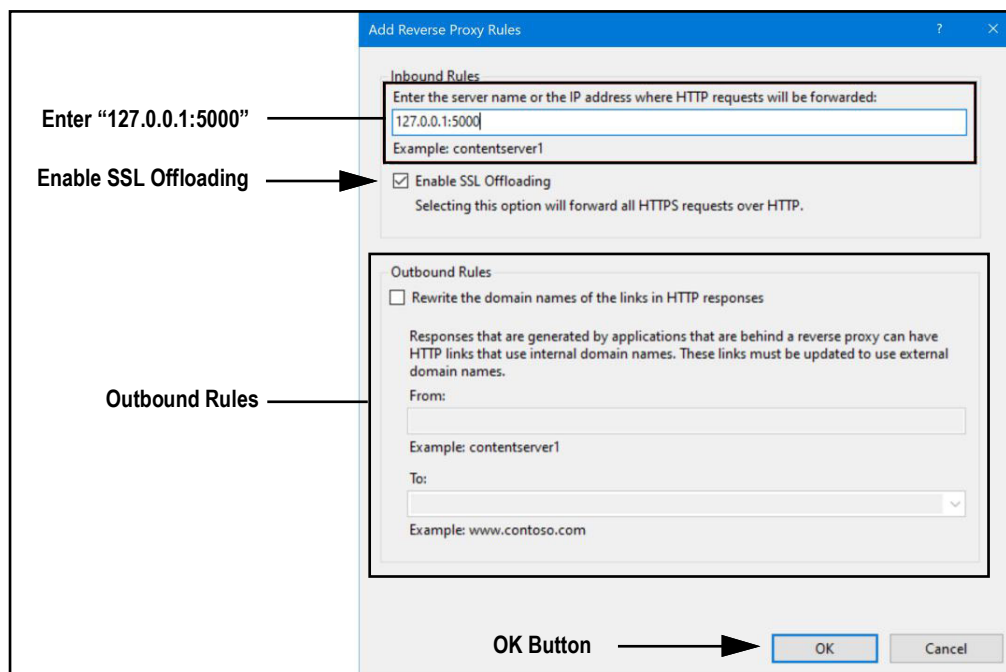 Add Reverse Proxy Rules
Inbound Rules
Enter the server name or the IP address where HTTP requests will be forwarded:
Enter “127.0.0.1:5000”
127.0.0.1:5000
Example: contentserver1
Enable SSL Offloading
Enable SSL Offloading
Selecting this option will forward all HTTPS requests over HTTP.
Outbound Rules
Rewrite the domain names of the links in HTTP responses
Responses that are generated by applications that are behind a reverse proxy can have
HTTP links that use internal domain names. These links must be updated to use external
domain names.
Outbound Rules
From:
Example: contentserver1
To:
Example: www.contoso.com
OK Button
OK
Cancel